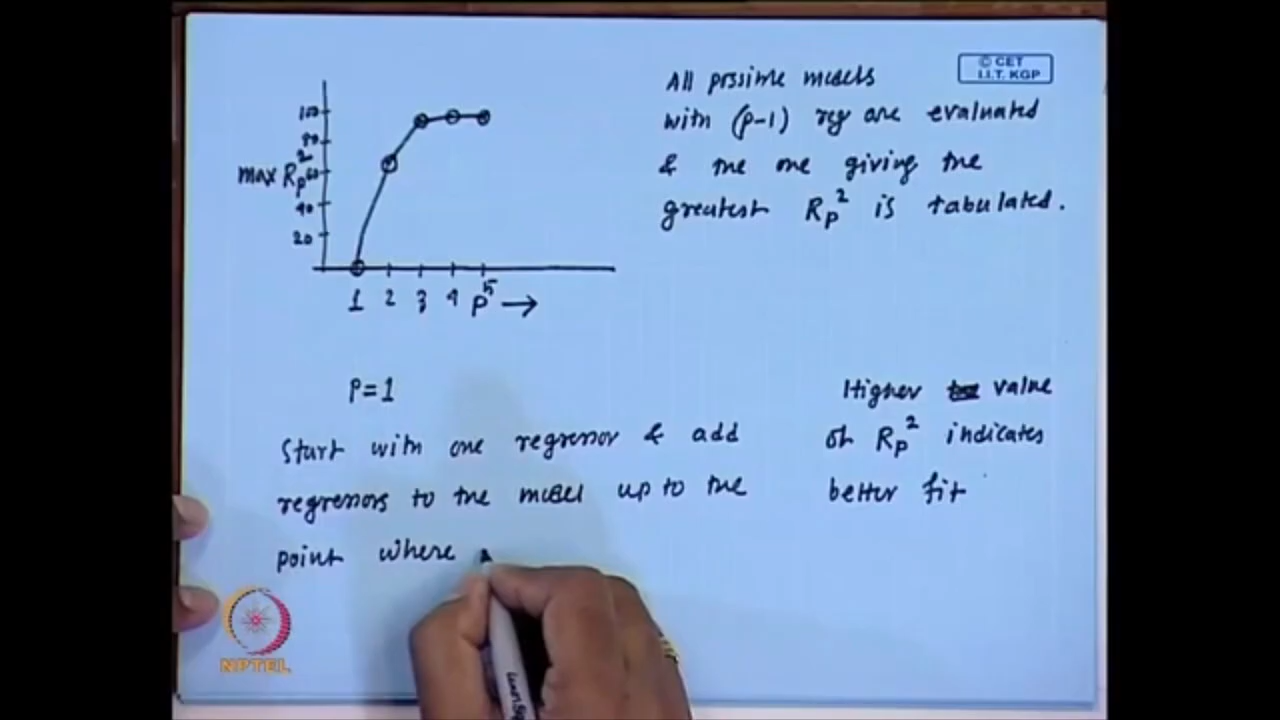 © CET
I.I.T. KGP
All possible models
with (p-1) reg are evaluated
& the one giving the
greatest Rp² is tabulated.
100
80
max Rp² 60
40
20
1 2 3 4 P 5 →
P=1
Start with one regressor & add
regressors to the model up to the
point where
Higher value
of Rp² indicates
better fit
NPTEL